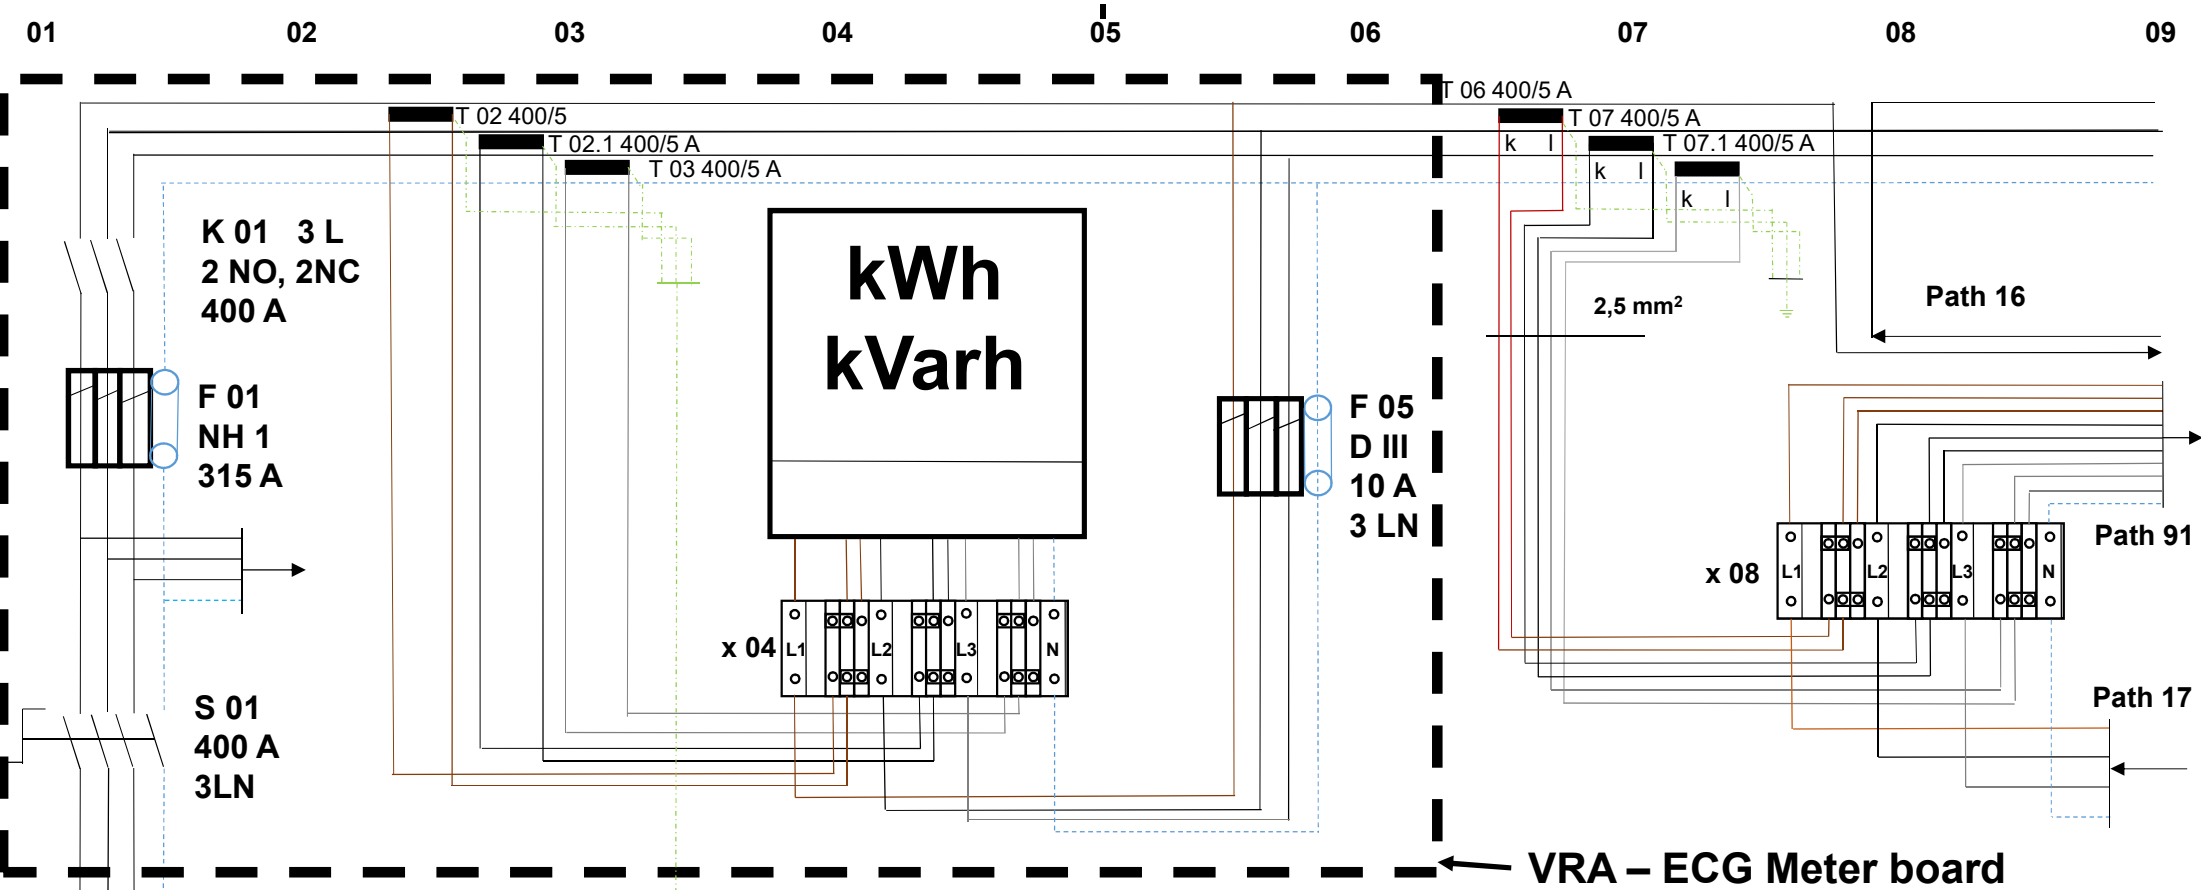 01 02 03 04 05 06 07 08 09
T 06 400/5 A
T 02 400/5
T 07 400/5 A
T 02.1 400/5 A
k l
T 07.1 400/5 A
T 03 400/5 A
k l
k l
K 01 3 L
2 NO, 2NC
400 A
kWh
kVarh
2,5 mm²
Path 16
F 01
NH 1
315 A
F 05
D III
10 A
3 LN
Path 91
x 08
L1 L2 L3 N
x 04
L1 L2 L3 N
S 01
400 A
3LN
Path 17
VRA – ECG Meter board